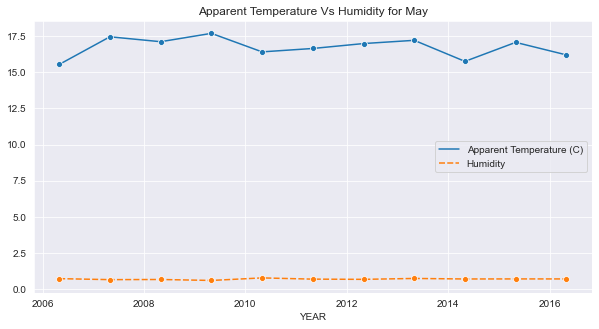 Apparent Temperature Vs Humidity for May
17.5
15.0
12.5
10.0
7.5
5.0
2.5
0.0
Apparent Temperature (C)
Humidity
2006 2008 2010 2012 2014 2016
YEAR